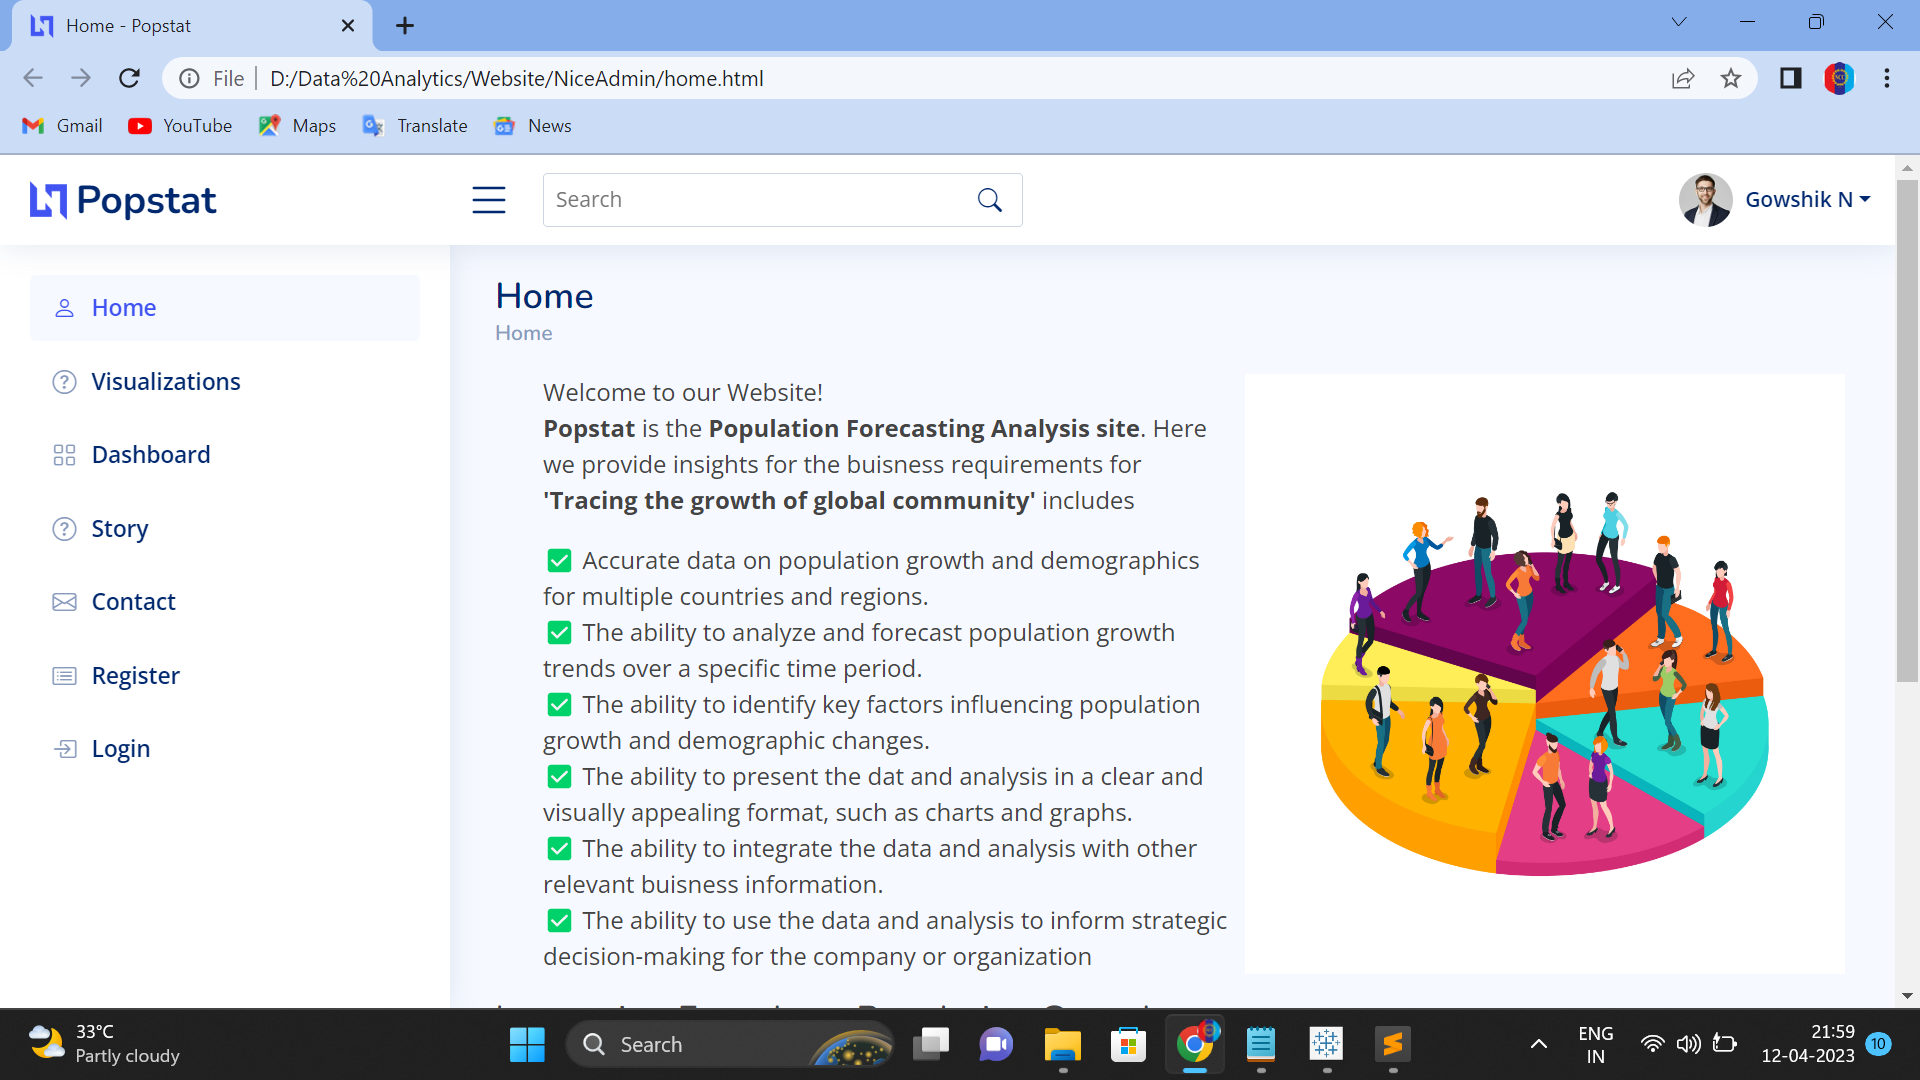 Home - Popstat
File
D:/Data%20Analytics/Website/NiceAdmin/home.html
Gmail
YouTube
Maps
Translate
News
Popstat
Search
Gowshik N
Home
Visualizations
Dashboard
Story
Contact
Register
Login
Home
Home
Welcome to our Website!
Popstat is the Population Forecasting Analysis site. Here
we provide insights for the buisness requirements for
'Tracing the growth of global community' includes
✅ Accurate data on population growth and demographics
for multiple countries and regions.
✅ The ability to analyze and forecast population growth
trends over a specific time period.
✅ The ability to identify key factors influencing population
growth and demographic changes.
✅ The ability to present the dat and analysis in a clear and
visually appealing format, such as charts and graphs.
✅ The ability to integrate the data and analysis with other
relevant buisness information.
✅ The ability to use the data and analysis to inform strategic
decision-making for the company or organization
33°C
Partly cloudy
Search
ENG
IN
21:59
12-04-2023
10